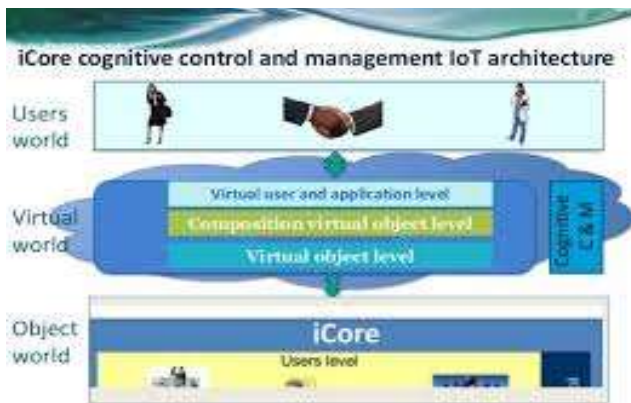 iCore cognitive control and management IoT architecture
Users
world
Virtual user and application level
Composition virtual object level
Virtual object level
Virtual
world
Cognitive
C & M
Object
world
iCore
Users level